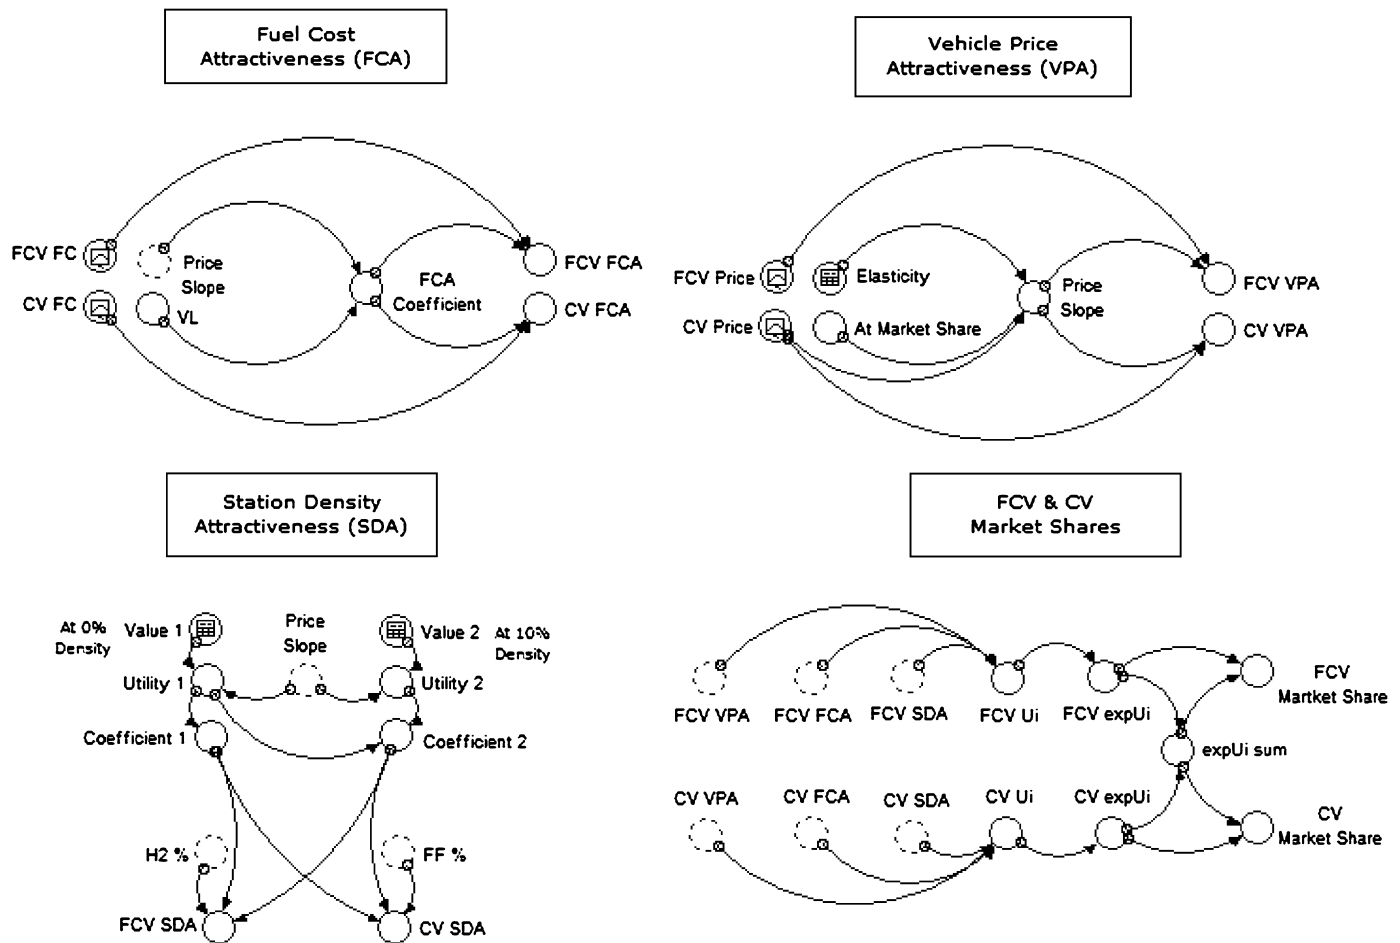 Fuel Cost
Attractiveness (FCA)
FCV FC
Price
Slope
FCA
Coefficient
FCV FCA
CV FC
VL
CV FCA
Vehicle Price
Attractiveness (VPA)
FCV Price
Elasticity
Price
Slope
FCV VPA
CV Price
At Market Share
CV VPA
Station Density
Attractiveness (SDA)
At 0%
Density
Value 1
Price
Slope
Value 2
At 10%
Density
Utility 1
Utility 2
Coefficient 1
Coefficient 2
H2 %
FF %
FCV SDA
CV SDA
FCV & CV
Market Shares
FCV VPA
FCV FCA
FCV SDA
FCV Ui
FCV expUi
FCV
Martket Share
expUi sum
CV VPA
CV FCA
CV SDA
CV Ui
CV expUi
CV
Market Share